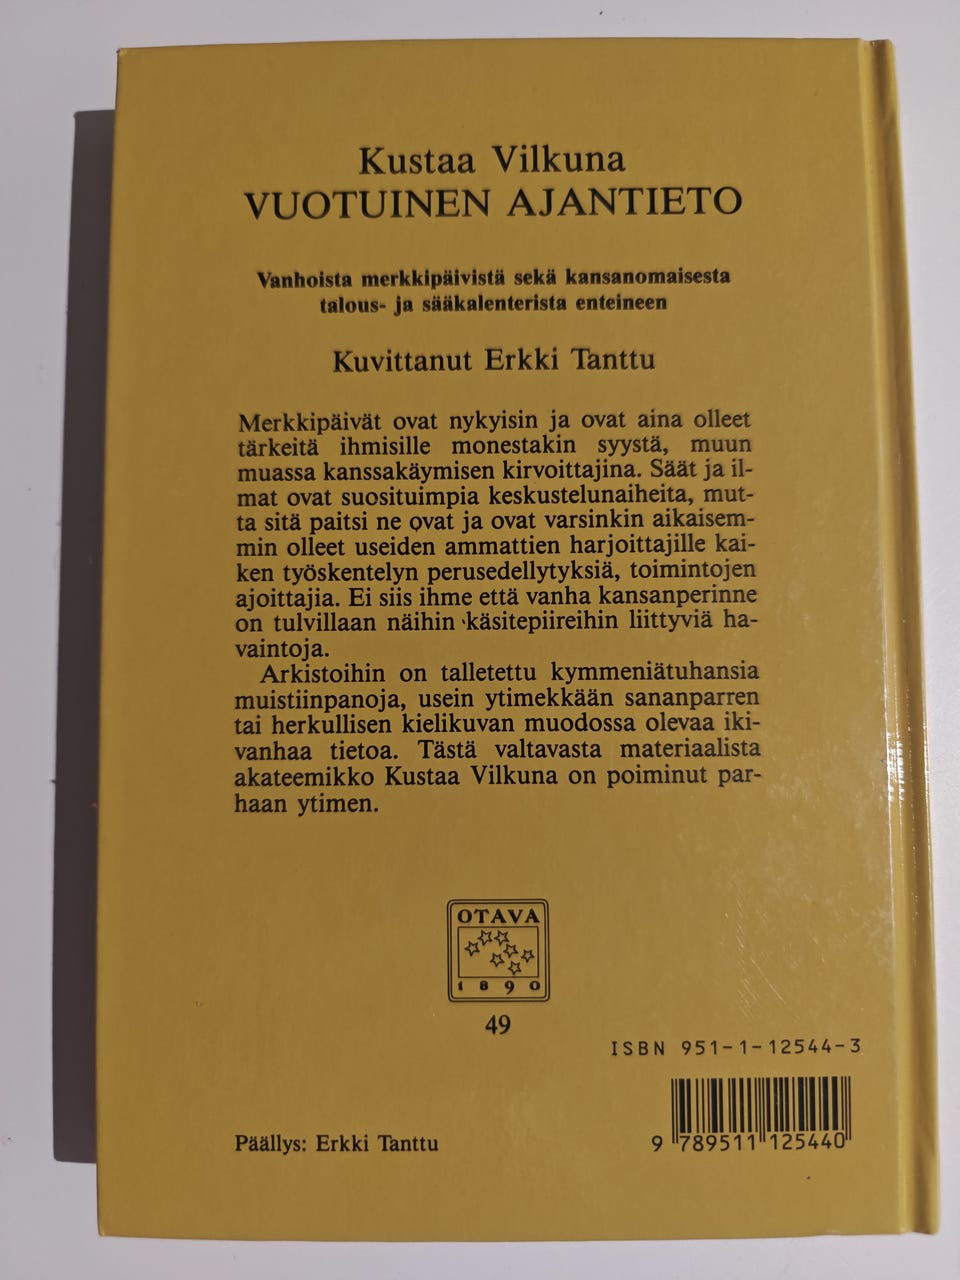 Kustaa Vilkuna
VUOTUINEN AJANTIETO
Vanhoista merkkipäivistä sekä kansanomaisesta
talous- ja sääkalenterista enteineen
Kuvittanut Erkki Tanttu
Merkkipäivät ovat nykyisin ja ovat aina olleet
tärkeitä ihmisille monestakin syystä, muun
muassa kanssakäymisen kirvoittajina. Säät ja il-
mat ovat suosituimpia keskustelunaiheita, mut-
ta sitä paitsi ne ovat ja ovat varsinkin aikaisem-
min olleet useiden ammattien harjoittajille kai-
ken työskentelyn perusedellytyksiä, toimintojen
ajoittajia. Ei siis ihme että vanha kansanperinne
on tulvillaan näihin käsitepiireihin liittyviä ha-
vaintoja.
Arkistoihin on talletettu kymmeniätuhansia
muistiinpanoja, usein ytimekkään sananparren
tai herkullisen kielikuvan muodossa olevaa iki-
vanhaa tietoa. Tästä valtavasta materiaalista
akateemikko Kustaa Vilkuna on poiminut par-
haan ytimen.
OTAVA
1890
49
ISBN 951-1-12544-3
9 789511 125440
Päällys: Erkki Tanttu